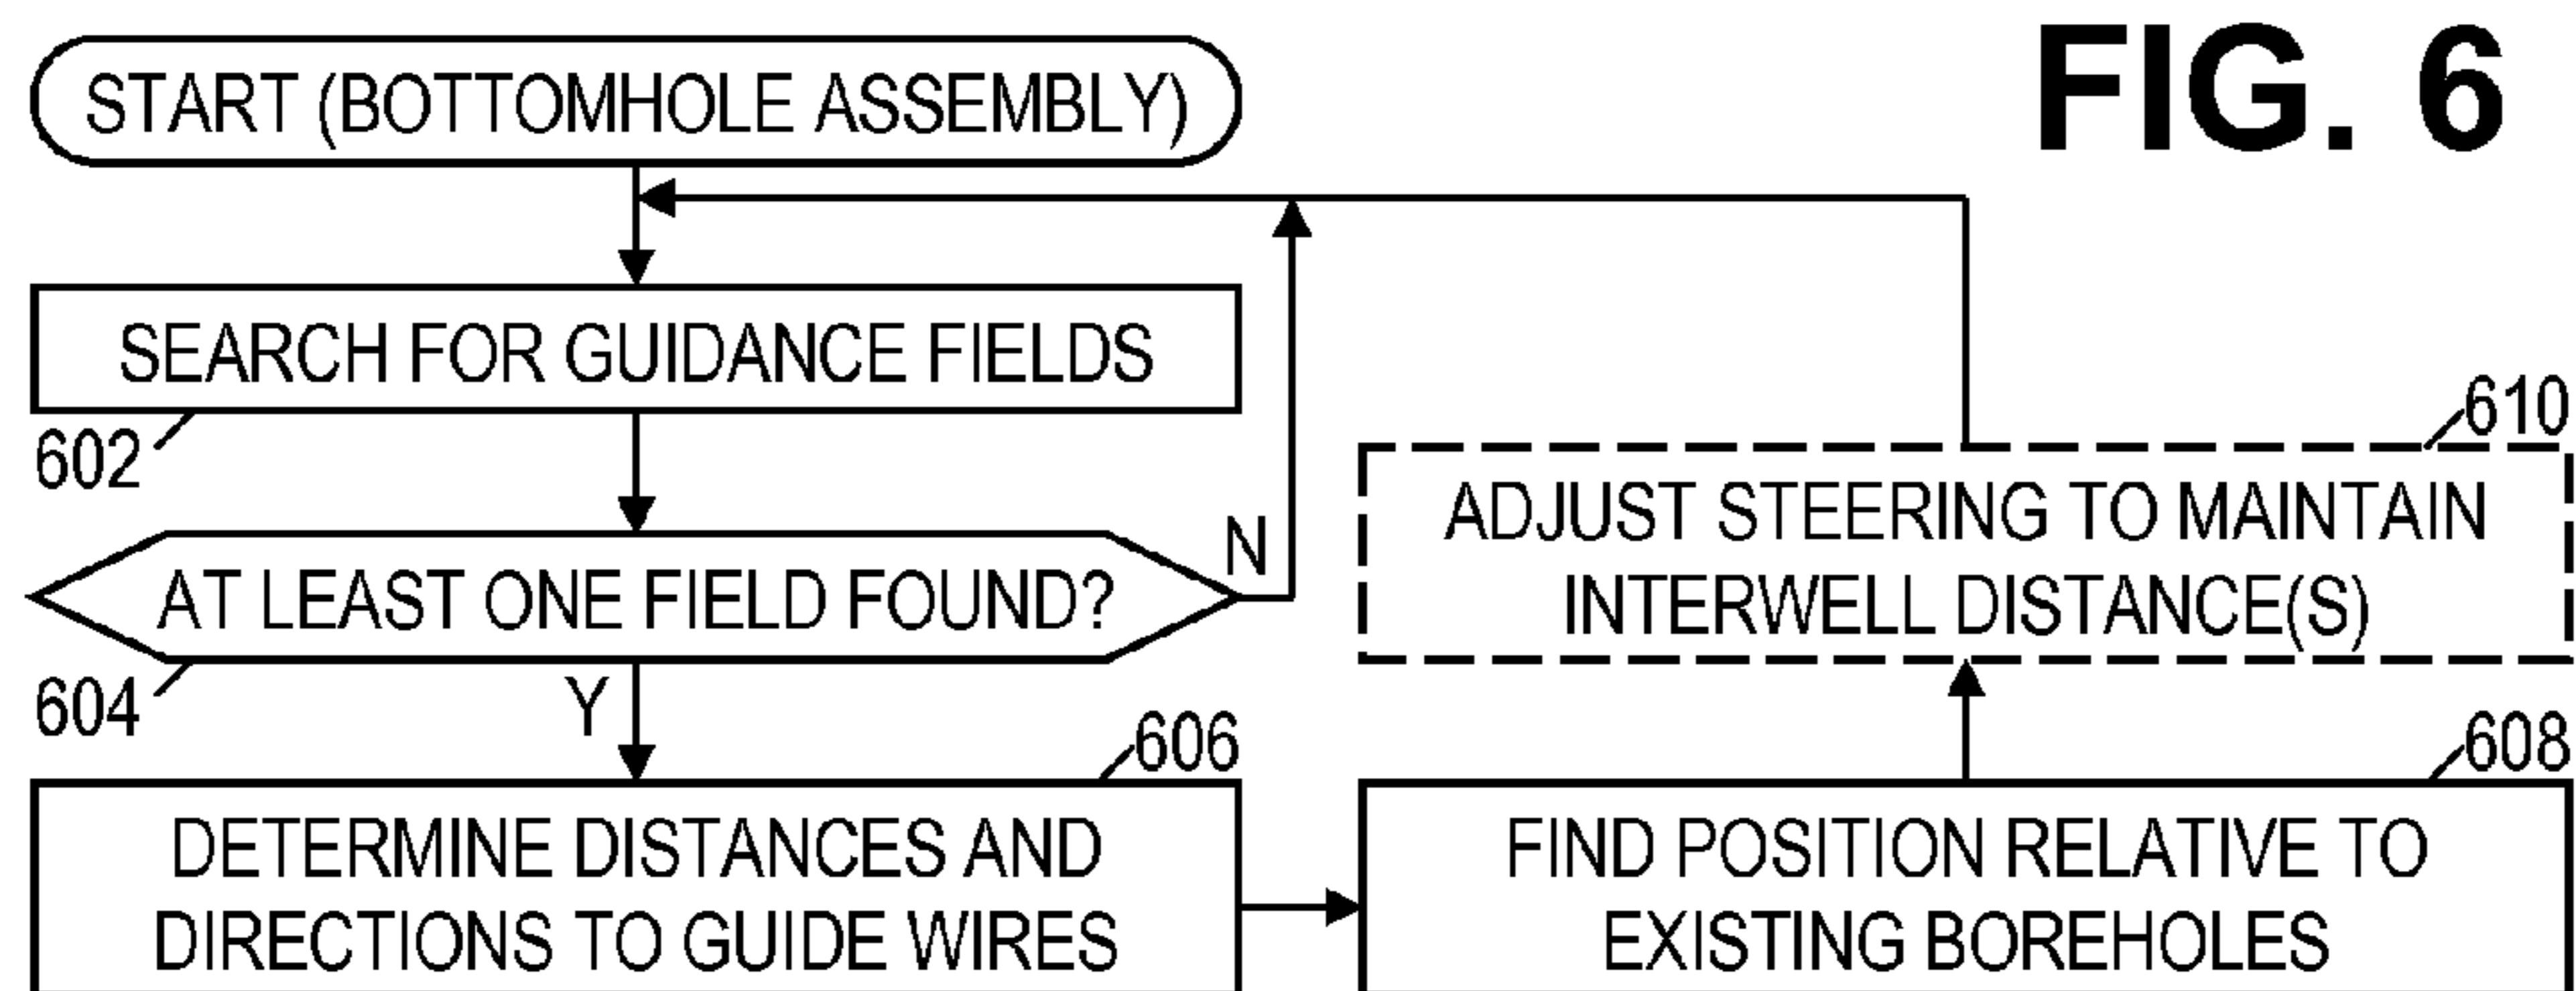 FIG. 6
START (BOTTOMHOLE ASSEMBLY)
SEARCH FOR GUIDANCE FIELDS
602
AT LEAST ONE FIELD FOUND?
N
604
Y
606
DETERMINE DISTANCES AND
DIRECTIONS TO GUIDE WIRES
608
FIND POSITION RELATIVE TO
EXISTING BOREHOLES
610
ADJUST STEERING TO MAINTAIN
INTERWELL DISTANCE(S)